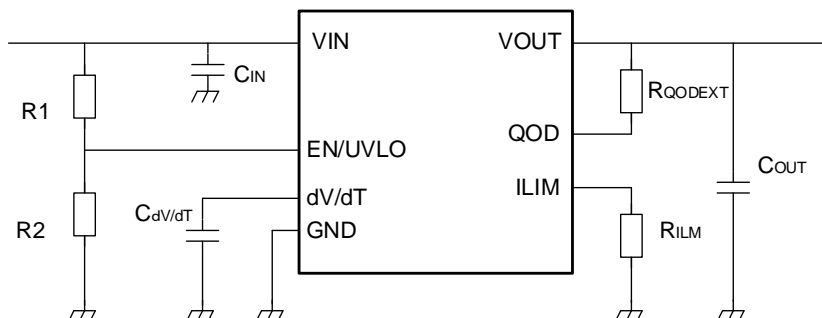 VIN
VOUT
CIN
R1
RQODEXT
QOD
EN/UVLO
COUT
ILIM
dV/dT
CdV/dT
R2
GND
RILM